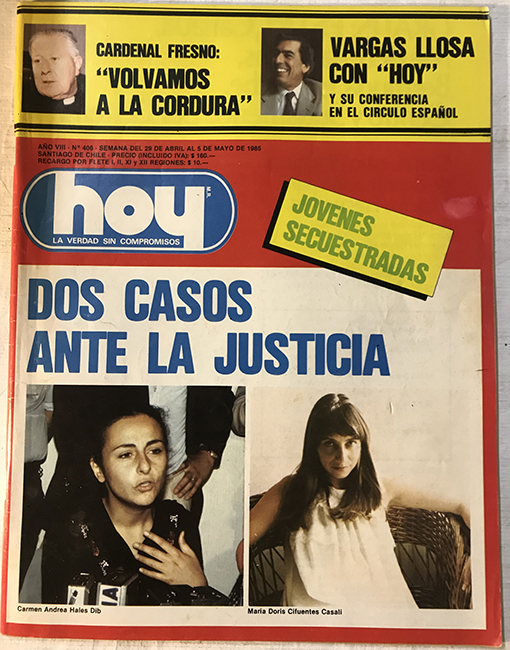 CARDENAL FRESNO:
"VOLVAMOS
A LA CORDURA"
VARGAS LLOSA
CON "HOY"
Y SU CONFERENCIA
EN EL CIRCULO ESPAÑOL
AÑO VIII - Nº 406 - SEMANA DEL 29 DE ABRIL AL 5 DE MAYO DE 1985
SANTIAGO DE CHILE - PRECIO (INCLUIDO IVA): $ 160.—
RECARGO POR FLETE I, II, XI y XII REGIONES: $ 10.—
hoy
M.R.
LA VERDAD SIN COMPROMISOS
JOVENES
SECUESTRADAS
DOS CASOS
ANTE LA JUSTICIA
Carmen Andrea Hales Dib
María Doris Cifuentes Casali